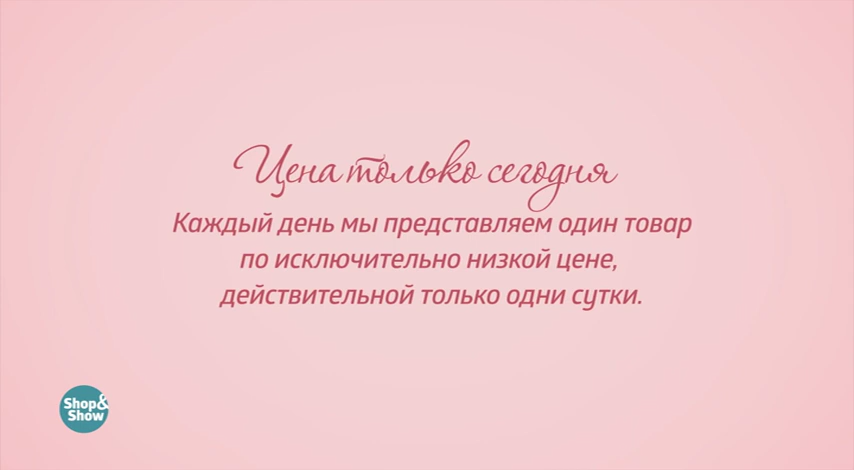 Цена только сегодня
Каждый день мы представляем один товар
по исключительно низкой цене,
действительной только одни сутки.
Shop&
Show